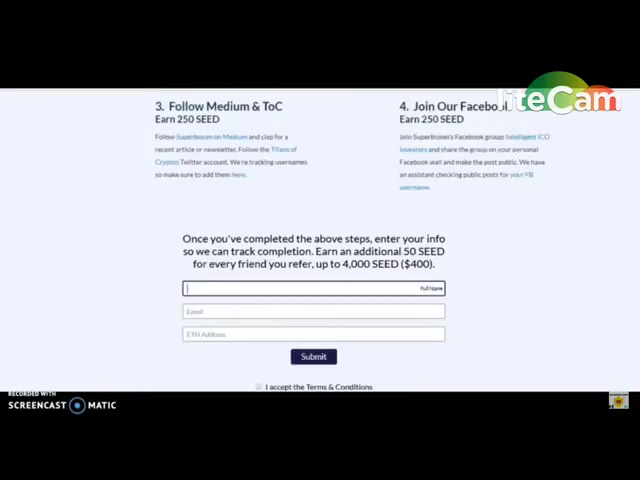 liteCam
3. Follow Medium & ToC
Earn 250 SEED
Follow Superbloom on Medium and clap for a
recent article or newsletter. Follow the Titans of
Cryptos Twitter account. We're tracking usernames
so make sure to add them here.
4. Join Our Facebook
Earn 250 SEED
Join Superbloom's Facebook group: Intelligent ICO
Investors and share the group on your personal
Facebook wall and make the post public. We have
an assistant checking public posts for your FB
username.
Once you've completed the above steps, enter your info
so we can track completion. Earn an additional 50 SEED
for every friend you refer, up to 4,000 SEED ($400).
Full Name
Email
ETH Address
Submit
I accept the Terms & Conditions
RECORDED WITH
SCREENCAST MATIC